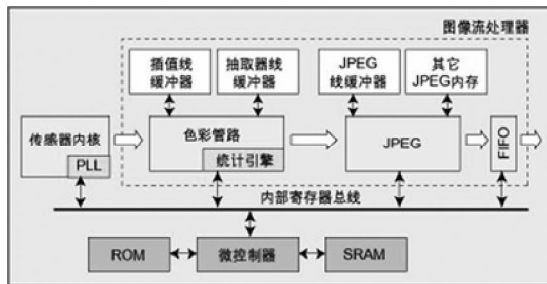 图像流处理器
插值线
缓冲器
抽取器线
缓冲器
JPEG
线缓冲器
其它
JPEG内存
传感器内核
PLL
色彩管路
统计引擎
JPEG
FIFO
内部寄存器总线
ROM
微控制器
SRAM